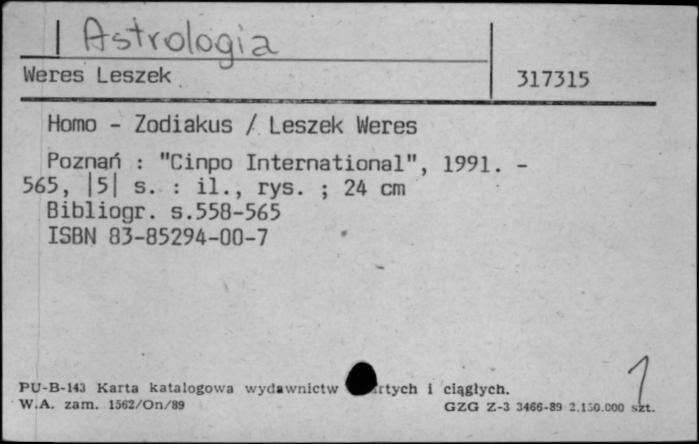 Astrologia
Weres Leszek
317315
Homo - Zodiakus / Leszek Weres
Poznań : "Cinpo International", 1991. -
565, |5| s. : il., rys. ; 24 cm
Bibliogr. s.558-565
ISBN 83-85294-00-7
1
PU-B-143 Karta katalogowa wydawnictw rtych i ciągłych.
W.A. zam. 1562/On/89 GZG Z-3 3466-89 2.150.000 szt.